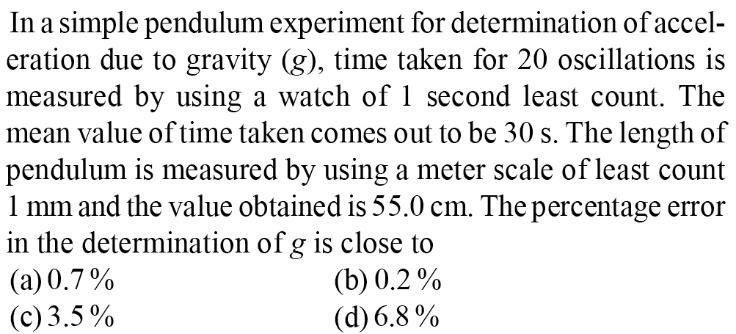 In a simple pendulum experiment for determination of accel-
eration due to gravity (g), time taken for 20 oscillations is
measured by using a watch of 1 second least count. The
mean value of time taken comes out to be 30 s. The length of
pendulum is measured by using a meter scale of least count
1 mm and the value obtained is 55.0 cm. The percentage error
in the determination of g is close to
(a) 0.7 % (b) 0.2 %
(c) 3.5 % (d) 6.8 %